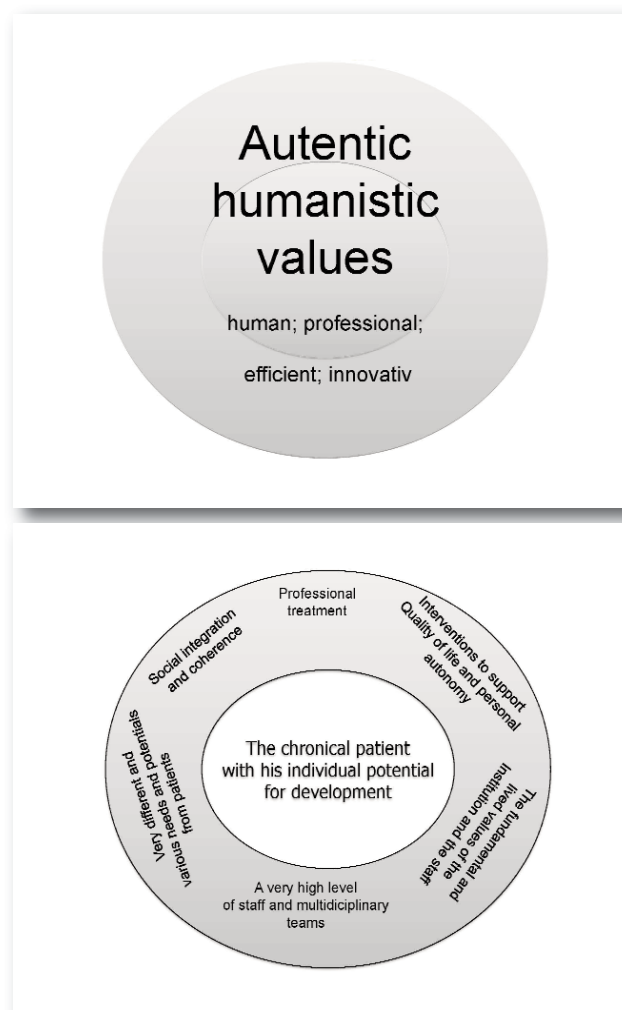 Autentic
humanistic
values
human; professional;
efficient; innovativ
Professional
treatment
Interventions to support
Quality of life and personal
autonomy
The fundamental and
lived values of the
Institution and the staff
A very high level
of staff and multidiciplinary
teams
Very different and
various needs and potentials
from patients
Social integration
and coherence
The chronical patient
with his individual potential
for development